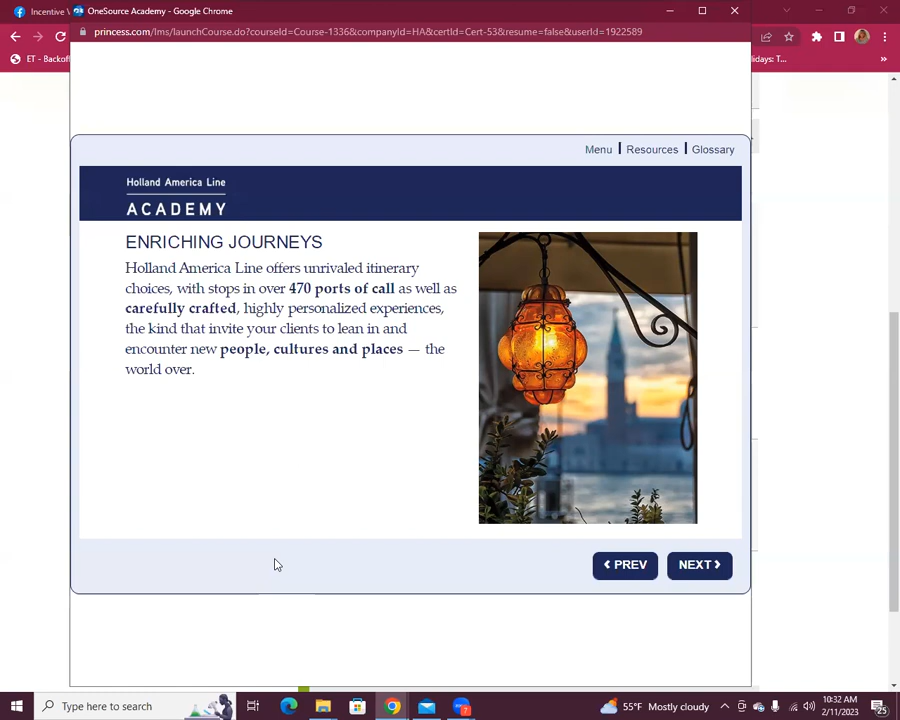 Incentive V
OneSource Academy - Google Chrome
princess.com/lms/launchCourse.do?courseId=Course-1336&companyId=HA&certId=Cert-53&resume=false&userId=1922589
ET - Backoff
lidays: T...
Menu | Resources | Glossary
Holland America Line
ACADEMY
ENRICHING JOURNEYS
Holland America Line offers unrivaled itinerary
choices, with stops in over 470 ports of call as well as
carefully crafted, highly personalized experiences,
the kind that invite your clients to lean in and
encounter new people, cultures and places — the
world over.
PREV
NEXT
Type here to search
7
55°F Mostly cloudy
10:32 AM
2/11/2023
25